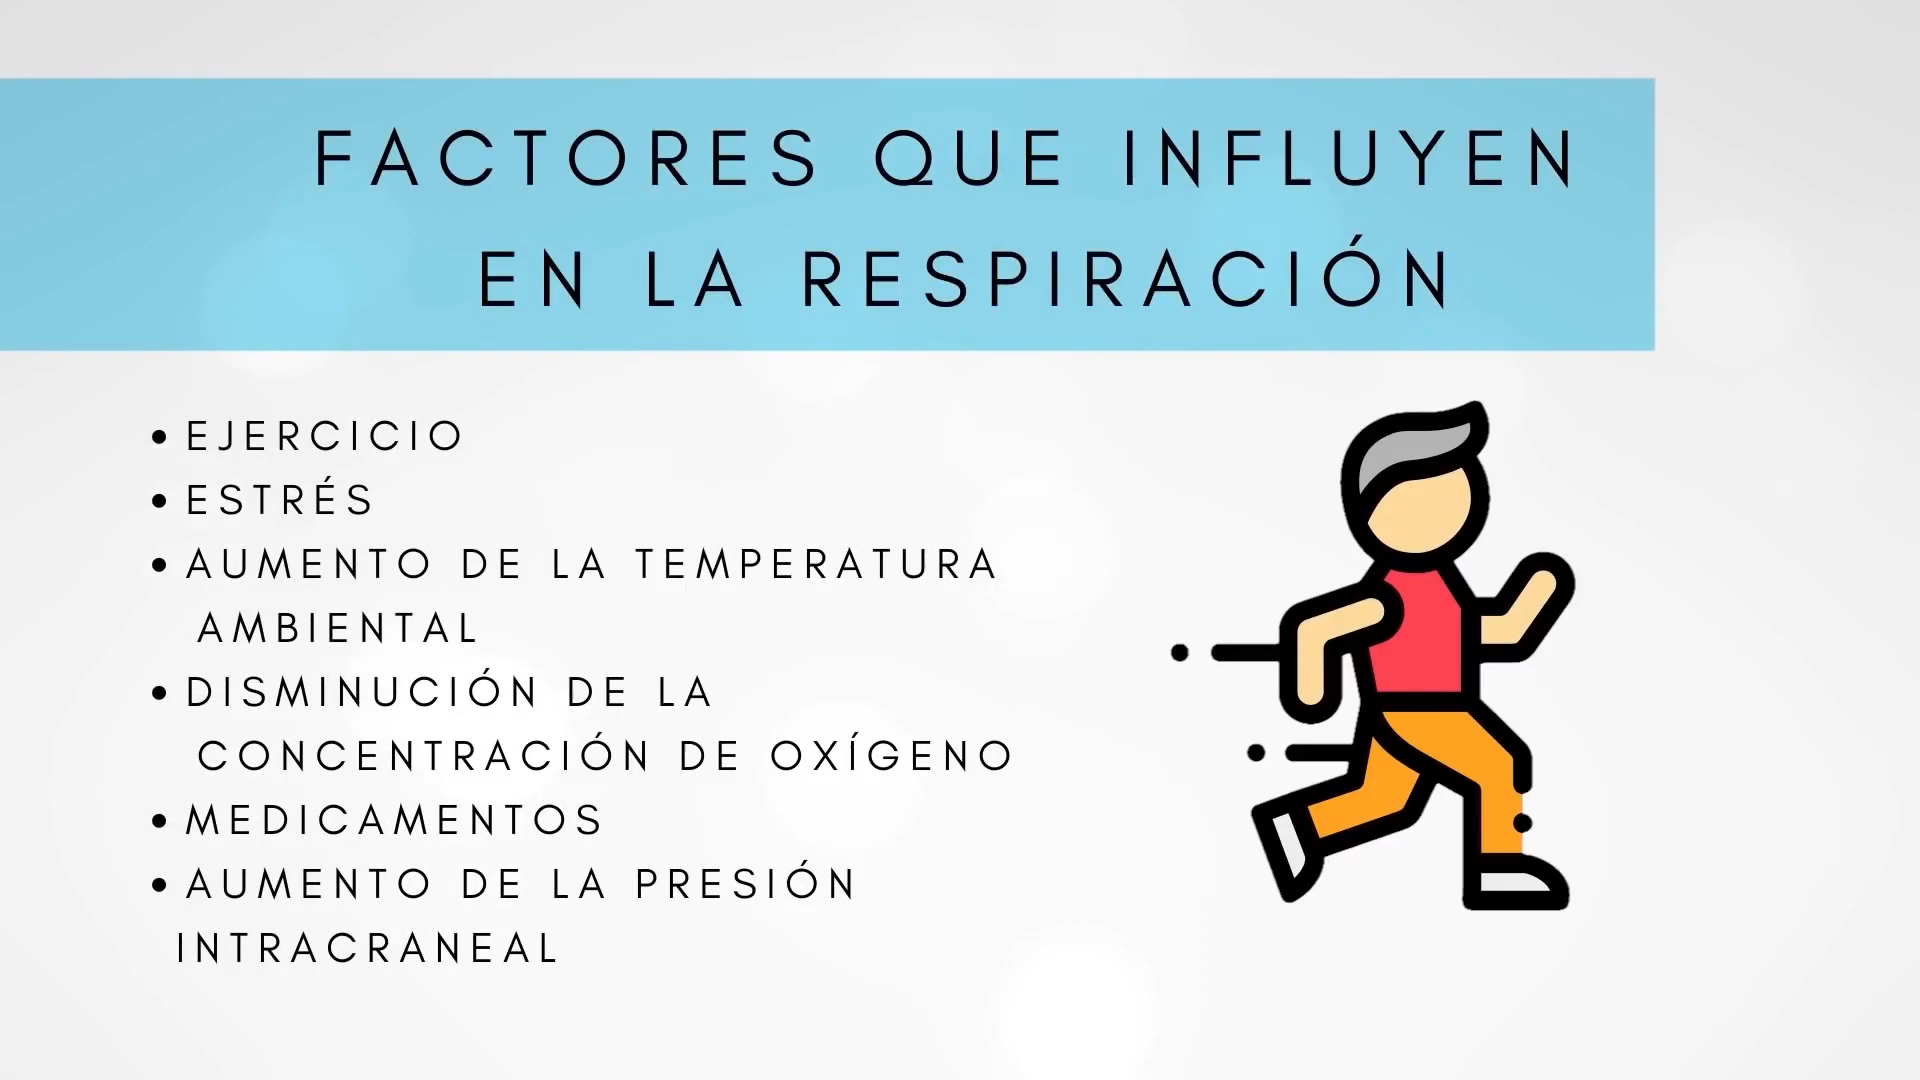 FACTORES QUE INFLUYEN
EN LA RESPIRACIÓN
• EJERCICIO
• ESTRÉS
• AUMENTO DE LA TEMPERATURA
AMBIENTAL
• DISMINUCIÓN DE LA
CONCENTRACIÓN DE OXÍGENO
• MEDICAMENTOS
• AUMENTO DE LA PRESIÓN
INTRACRANEAL